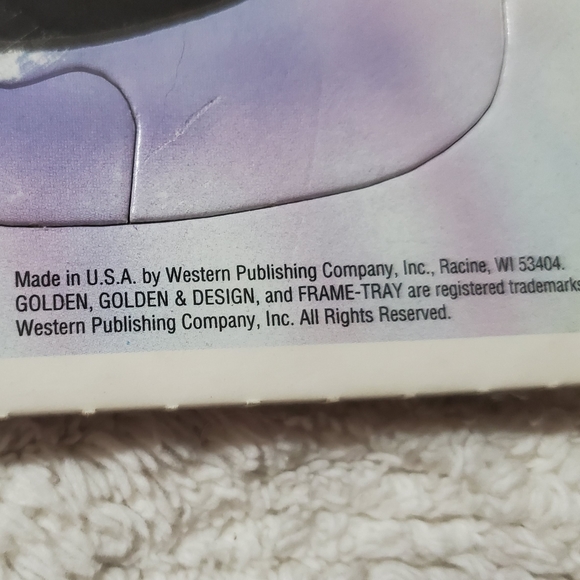 Made in U.S.A. by Western Publishing Company, Inc., Racine, WI 53404.
GOLDEN, GOLDEN & DESIGN, and FRAME-TRAY are registered trademarks
Western Publishing Company, Inc. All Rights Reserved.